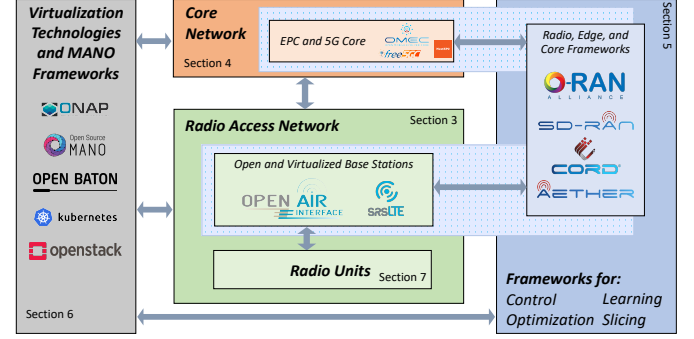 Virtualization
Technologies
and MANO
Frameworks
ONAP
Open Source
MANO
OPEN BATON
kubernetes
openstack
Section 6
Core
Network
Section 4
EPC and 5G Core
OMEC
free5GC
Radio Access Network
Section 3
Open and Virtualized Base Stations
OPEN AIR
INTERFACE
SRSLTE
Radio Units
Section 7
Section 5
Radio, Edge, and
Core Frameworks
O-RAN
ALLIANCE
SD-RAN
CORD
AETHER
Frameworks for:
Control Learning
Optimization Slicing